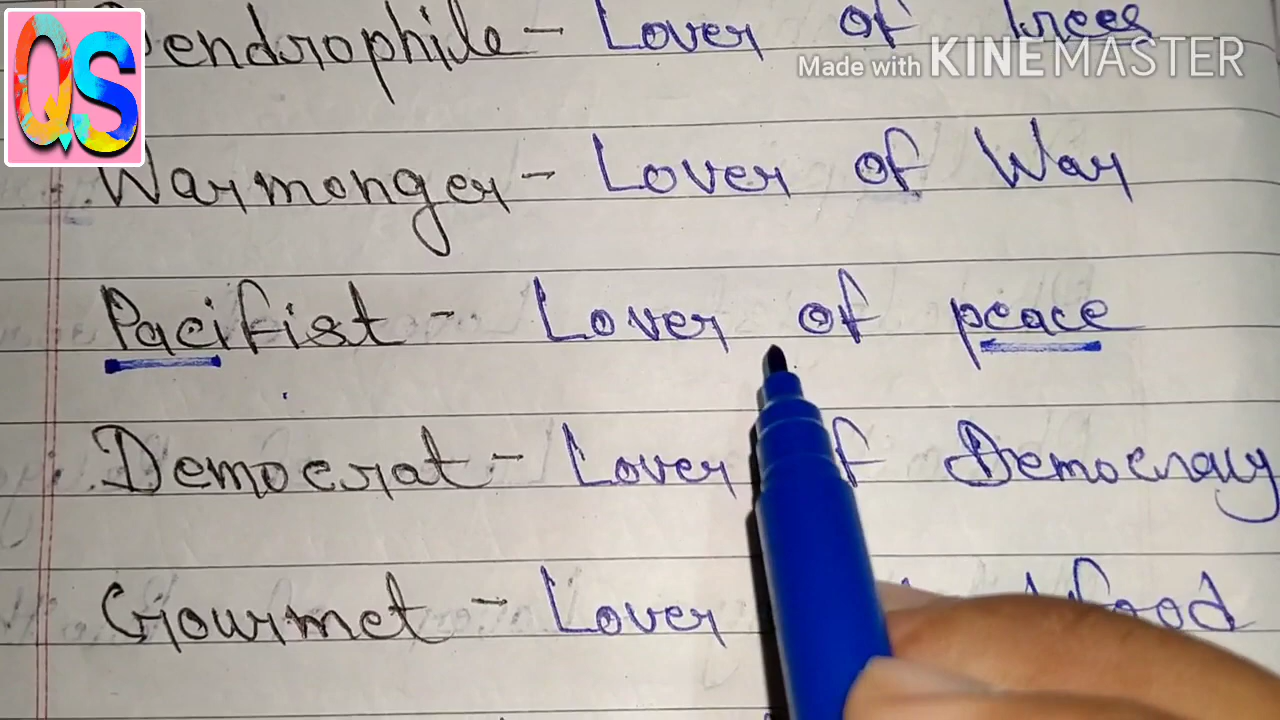 QS
Dendrophile - Lover of trees
Made with KINEMASTER
Warmonger - Lover of War
Pacifist - Lover of peace
Democrat - Lover of Democracy
Gourmet - Lover Food